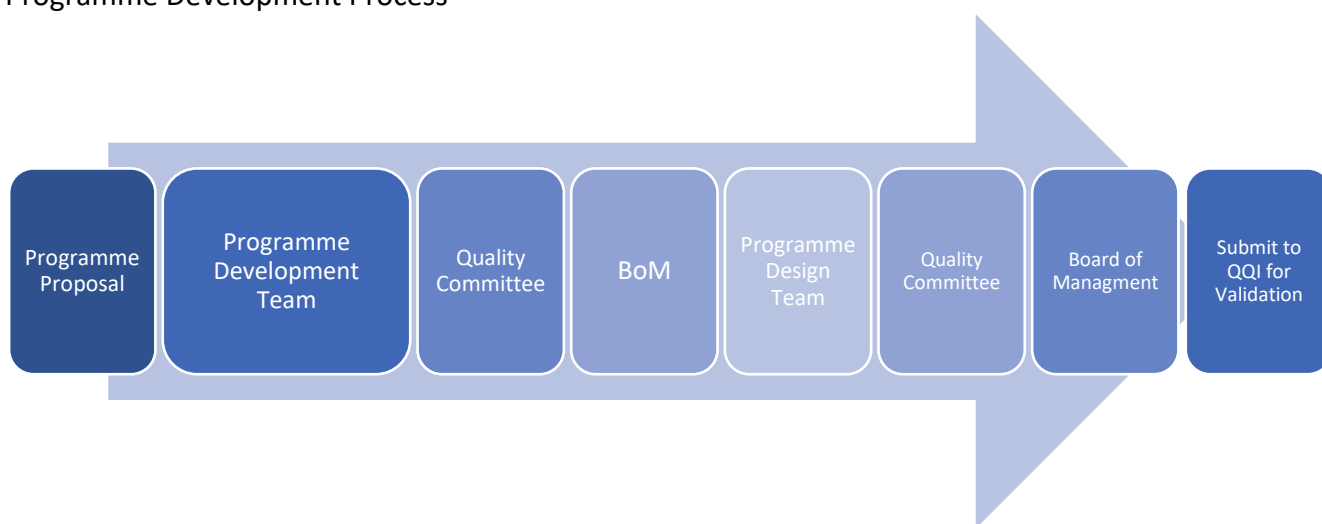 Programme Development Process
Programme
Proposal
Programme
Development
Team
Quality
Committee
BoM
Programme
Design
Team
Quality
Committee
Board of
Managment
Submit to
QQI for
Validation